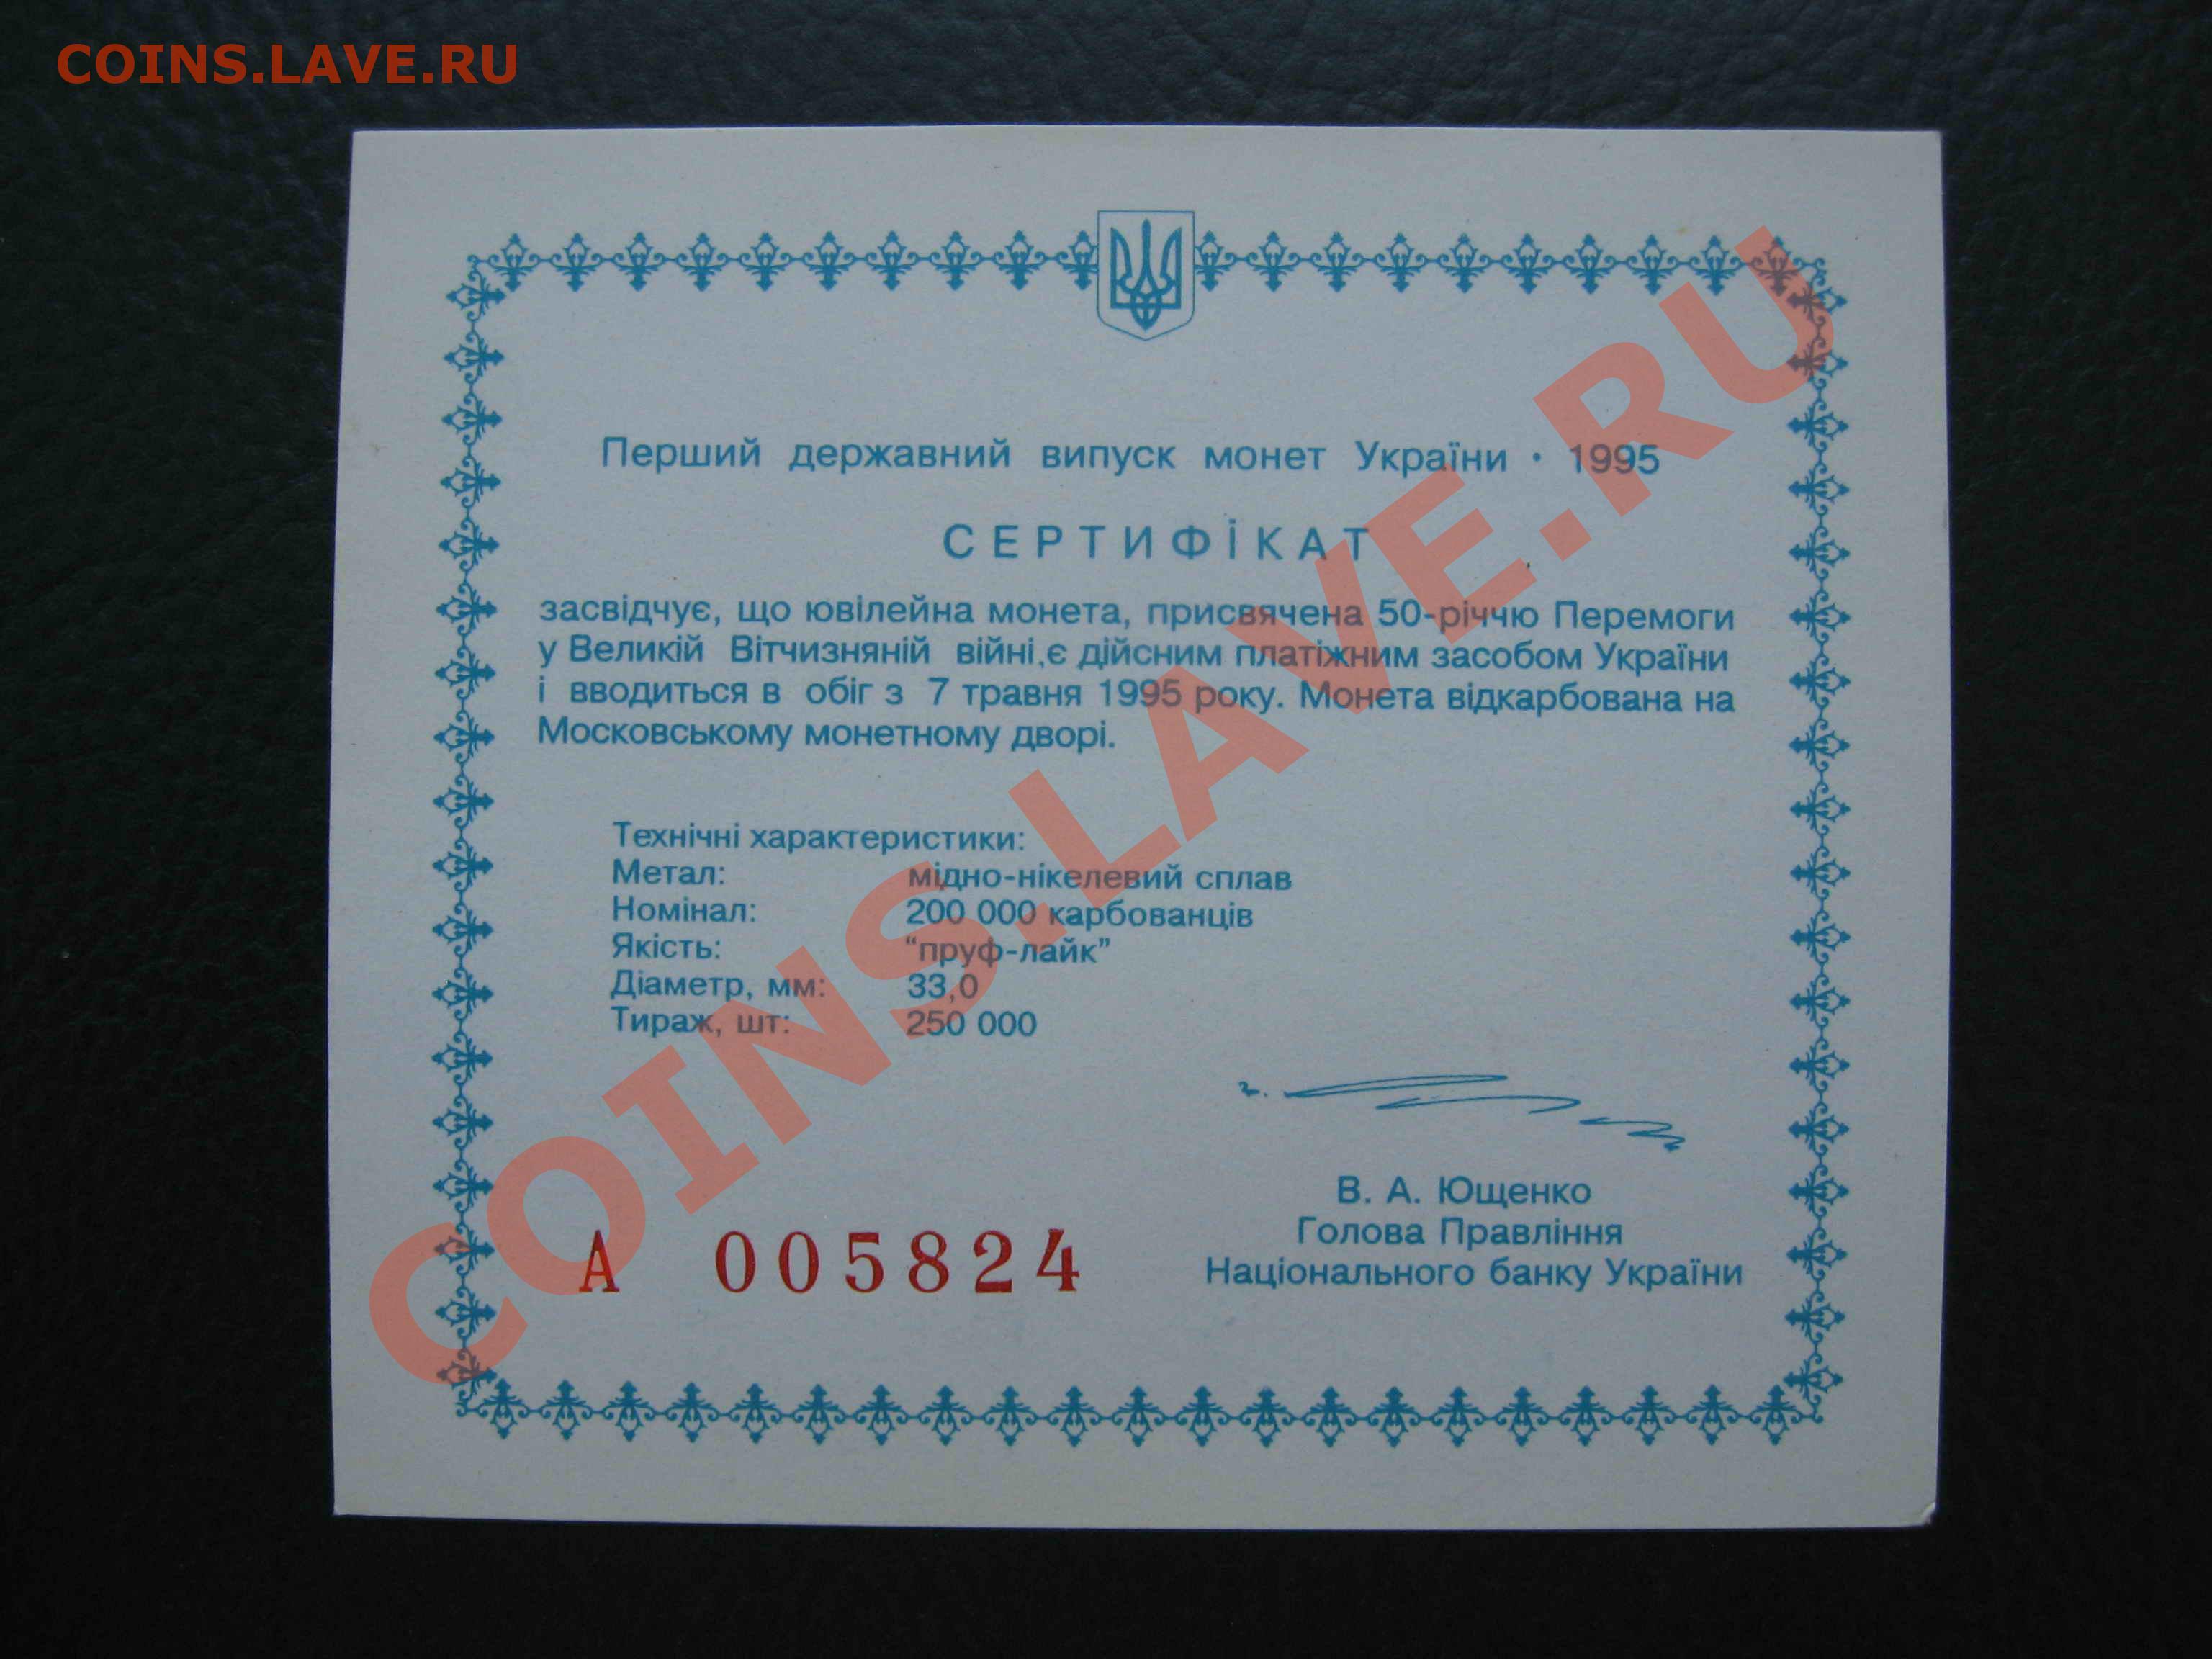 COINS.LAVE.RU
Перший державний випуск монет України · 1995
СЕРТИФІКАТ
засвідчує, що ювілейна монета, присвячена 50-річчю Перемоги
у Великій Вітчизняній війні,є дійсним платіжним засобом України
і вводиться в обіг з 7 травня 1995 року. Монета відкарбована на
Московському монетному дворі.
Технічні характеристики:
Метал: мідно-нікелевий сплав
Номінал: 200 000 карбованців
Якість: “пруф-лайк”
Діаметр, мм: 33,0
Тираж, шт: 250 000
В. А. Ющенко
Голова Правління
Національного банку України
А 005824
COINS.LAVE.RU